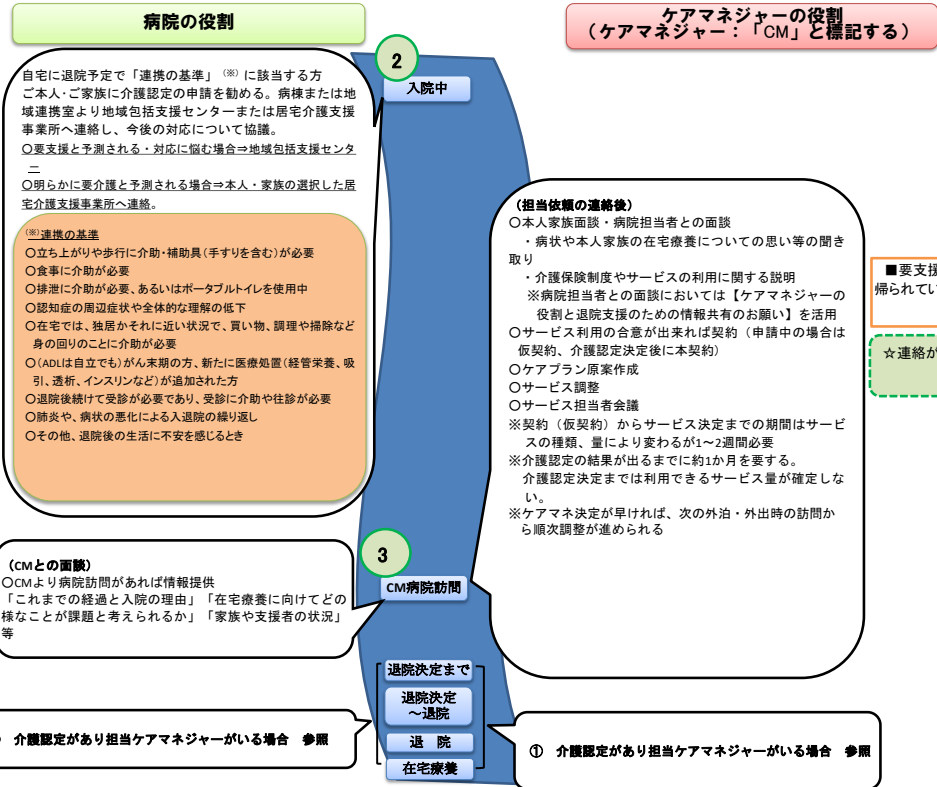 病院の役割
ケアマネジャーの役割
(ケアマネジャー：「CM」と標記する)
2
入院中
自宅に退院予定で「連携の基準」(※)に該当する方
ご本人・ご家族に介護認定の申請を勧める。病棟または地
域連携室より地域包括支援センターまたは居宅介護支援
事業所へ連絡し、今後の対応について協議。
○要支援と予測される・対応に悩む場合⇒地域包括支援センタ
ー
○明らかに要介護と予測される場合⇒本人・家族の選択した居
宅介護支援事業所へ連絡。
(※)連携の基準
○立ち上がりや歩行に介助・補助具(手すりを含む)が必要
○食事に介助が必要
○排泄に介助が必要、あるいはポータブルトイレを使用中
○認知症の周辺症状や全体的な理解の低下
○在宅では、独居かそれに近い状況で、買い物、調理や掃除など
身の回りのことに介助が必要
○(ADLは自立でも)がん末期の方、新たに医療処置(経管栄養、吸
引、透析、インスリンなど)が追加された方
○退院後続けて受診が必要であり、受診に介助や往診が必要
○肺炎や、病状の悪化による入退院の繰り返し
○その他、退院後の生活に不安を感じるとき
(担当依頼の連絡後)
○本人家族面談・病院担当者との面談
・病状や本人家族の在宅療養についての思い等の聞き
取り
・介護保険制度やサービスの利用に関する説明
※病院担当者との面談においては【ケアマネジャーの
役割と退院支援のための情報共有のお願い】を活用
○サービス利用の合意が出来れば契約（申請中の場合は
仮契約、介護認定決定後に本契約）
○ケアプラン原案作成
○サービス調整
○サービス担当者会議
※契約（仮契約）からサービス決定までの期間はサービ
スの種類、量により変わるが1～2週間必要
※介護認定の結果が出るまでに約1か月を要する。
介護認定決定までは利用できるサービス量が確定しな
い。
※ケアマネ決定が早ければ、次の外泊・外出時の訪問か
ら順次調整が進められる
■要支援
帰られてい
☆連絡が
3
CM病院訪問
(CMとの面談)
○CMより病院訪問があれば情報提供
「これまでの経過と入院の理由」「在宅療養に向けてどの
様なことが課題と考えられるか」「家族や支援者の状況」
等
退院決定まで
退院決定
～退院
退　院
在宅療養
介護認定があり担当ケアマネジャーがいる場合　参照
①　介護認定があり担当ケアマネジャーがいる場合　参照